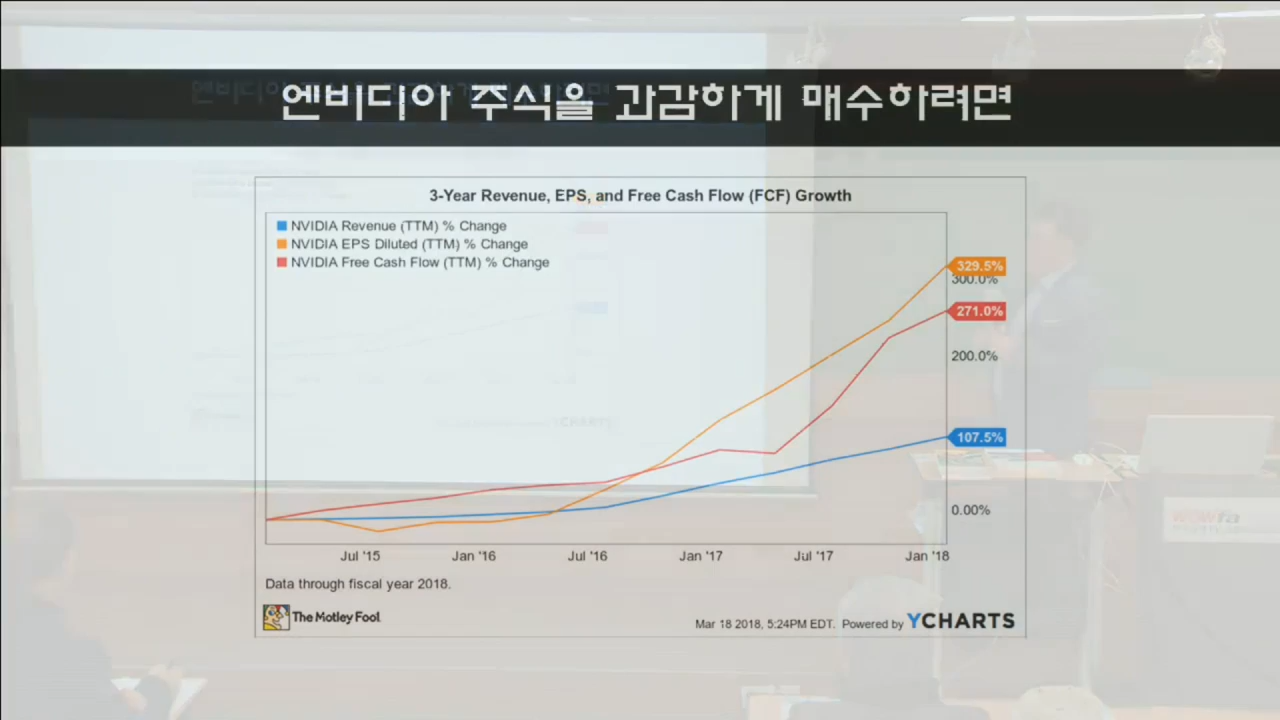 엔비디아 주식을 과감하게 매수하려면
3-Year Revenue, EPS, and Free Cash Flow (FCF) Growth
NVIDIA Revenue (TTM) % Change
NVIDIA EPS Diluted (TTM) % Change
NVIDIA Free Cash Flow (TTM) % Change
329.5%
300.0%
271.0%
200.0%
107.5%
0.00%
Jul '15 Jan '16 Jul '16 Jan '17 Jul '17 Jan '18
Data through fiscal year 2018.
The Motley Fool
Mar 18 2018, 5:24PM EDT. Powered by YCHARTS